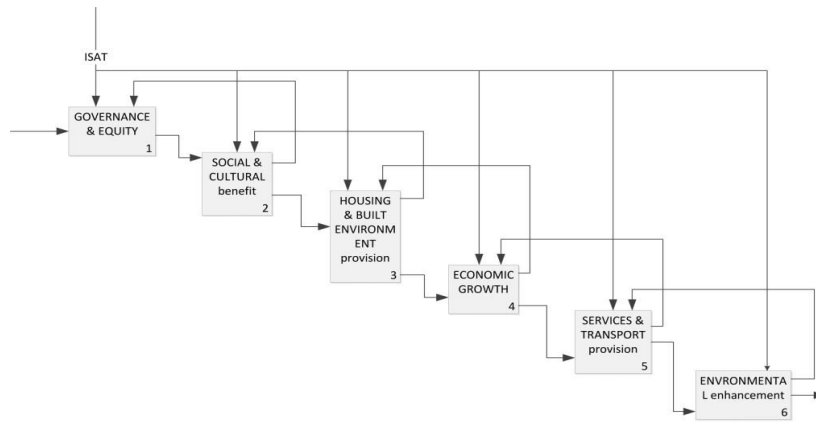 ISAT
GOVERNANCE
& EQUITY
1
SOCIAL &
CULTURAL
benefit
2
HOUSING
& BUILT
ENVIRONM
ENT
provision
3
ECONOMIC
GROWTH
4
SERVICES &
TRANSPORT
provision
5
ENVRONMENTA
L enhancement
6